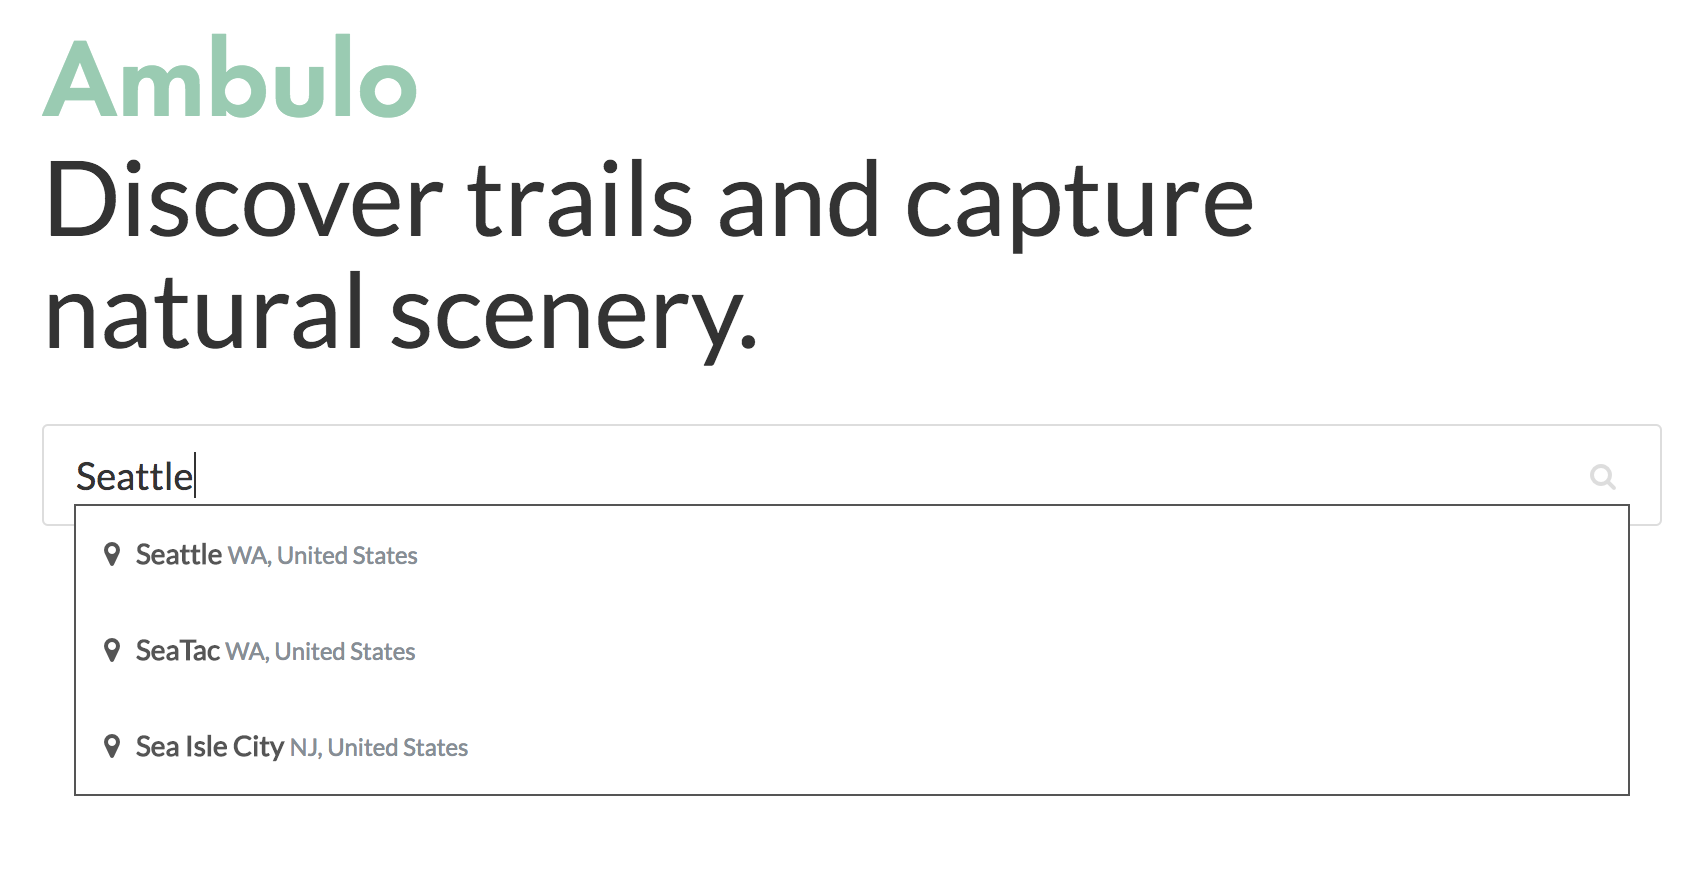 Ambulo
Discover trails and capture
natural scenery.
Seattle
Seattle WA, United States
SeaTac WA, United States
Sea Isle City NJ, United States